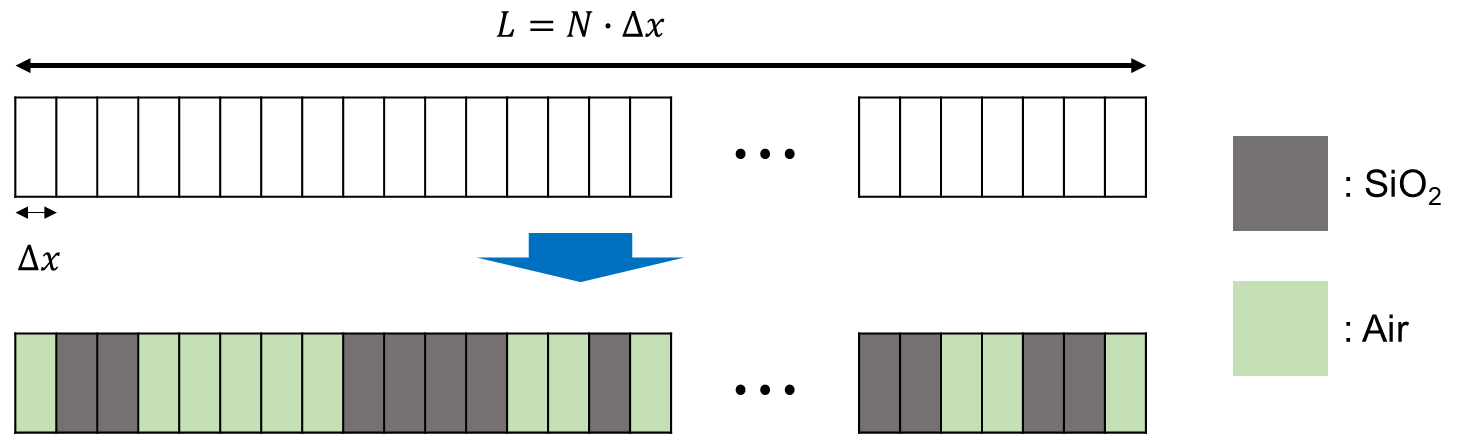 L = N · Δx
Δx
: SiO₂
: Air